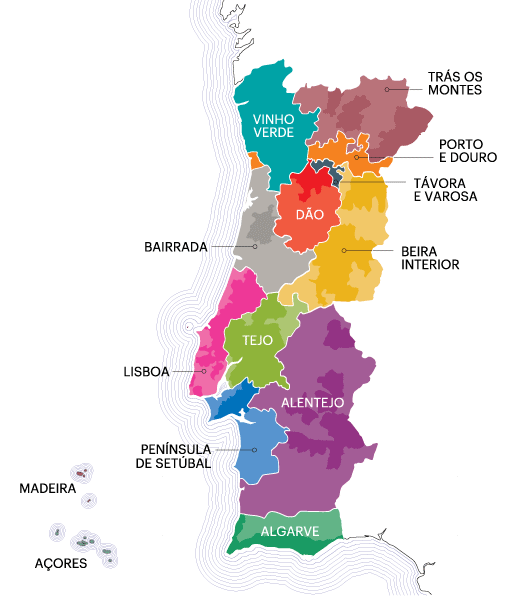 TRÁS OS
MONTES
VINHO
VERDE
PORTO
E DOURO
TÁVORA
E VAROSA
DÃO
BAIRRADA
BEIRA
INTERIOR
TEJO
LISBOA
ALENTEJO
PENÍNSULA
DE SETÚBAL
MADEIRA
ALGARVE
AÇORES